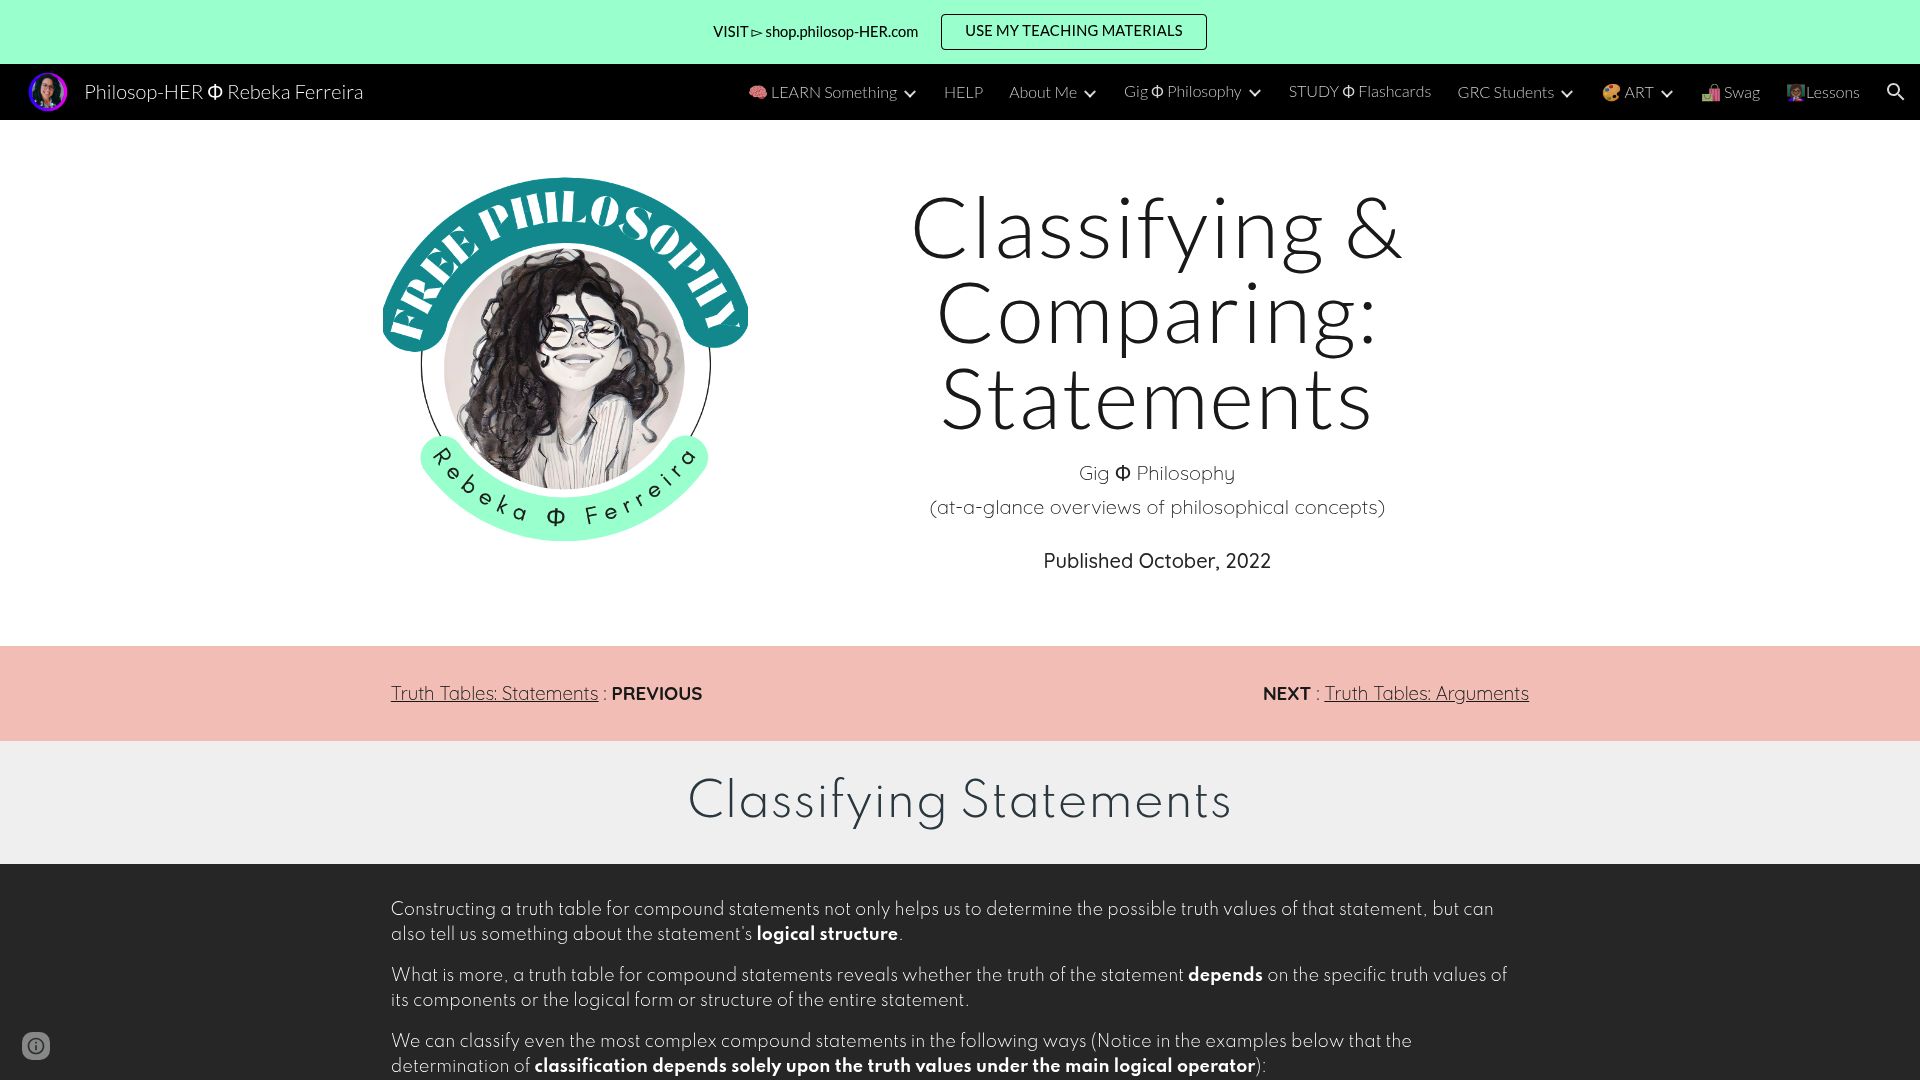 VISIT ▻ shop.philosop-HER.com
USE MY TEACHING MATERIALS
Philosop-HER Φ Rebeka Ferreira
🧠 LEARN Something
HELP
About Me
Gig Φ Philosophy
STUDY Φ Flashcards
GRC Students
🎨 ART
🛍️ Swag
👩🏾‍🏫Lessons
FREE PHILOSOPHY
Rebeka Φ Ferreira
Classifying &
Comparing:
Statements
Gig Φ Philosophy
(at-a-glance overviews of philosophical concepts)
Published October, 2022
Truth Tables: Statements : PREVIOUS
NEXT : Truth Tables: Arguments
Classifying Statements
Constructing a truth table for compound statements not only helps us to determine the possible truth values of that statement, but can
also tell us something about the statement's logical structure.
What is more, a truth table for compound statements reveals whether the truth of the statement depends on the specific truth values of
its components or the logical form or structure of the entire statement.
We can classify even the most complex compound statements in the following ways (Notice in the examples below that the
determination of classification depends solely upon the truth values under the main logical operator):